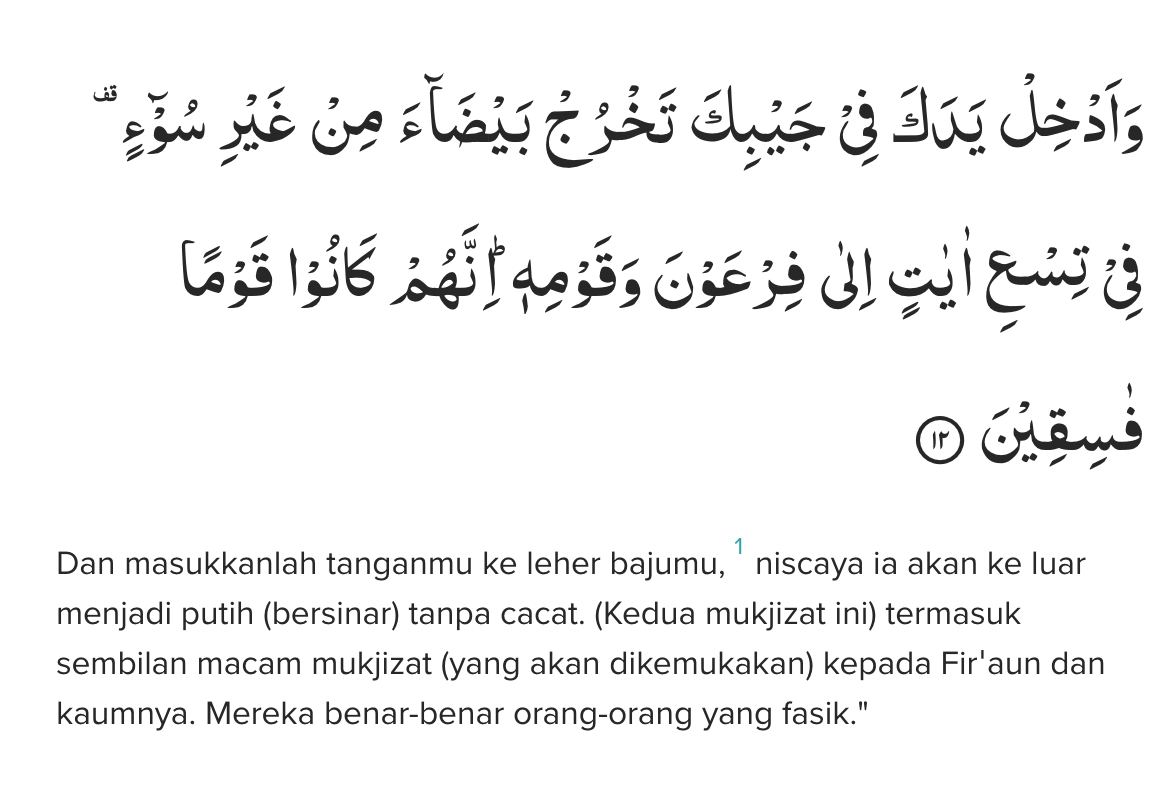 وَاَدْخِلْ يَدَكَ فِيْ جَيْبِكَ تَخْرُجْ بَيْضَاۤءَ مِنْ غَيْرِ سُوْۤءٍۙ ۗفِ
فِيْ تِسْعِ اٰيٰتٍ اِلٰى فِرْعَوْنَ وَقَوْمِهٖۗ اِنَّهُمْ كَانُوْا قَوْمًا
فٰسِقِيْنَ ١٢
Dan masukkanlah tanganmu ke leher bajumu, 1 niscaya ia akan ke luar
menjadi putih (bersinar) tanpa cacat. (Kedua mukjizat ini) termasuk
sembilan macam mukjizat (yang akan dikemukakan) kepada Fir'aun dan
kaumnya. Mereka benar-benar orang-orang yang fasik."